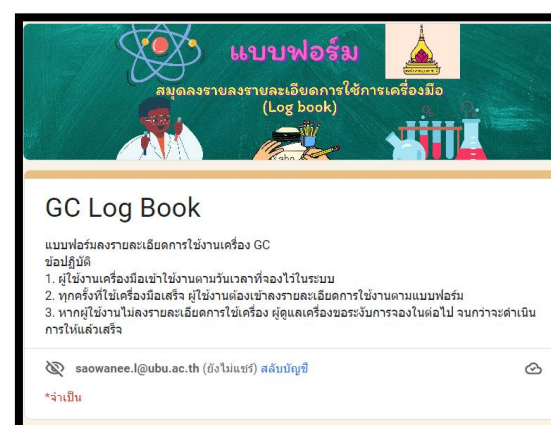 แบบฟอร์ม
สมุดลงรายลงรายละเอียดการใช้การเครื่องมือ
(Log book)
GC Log Book
แบบฟอร์มลงรายละเอียดการใช้งานเครื่อง GC
ข้อปฏิบัติ
1. ผู้ใช้งานเครื่องมือเข้าใช้งานตามวันเวลาที่จองไว้ในระบบ
2. ทุกครั้งที่ใช้เครื่องมือเสร็จ ผู้ใช้งานต้องเข้าลงรายละเอียดการใช้งานตามแบบฟอร์ม
3. หากผู้ใช้งานไม่ลงรายละเอียดการใช้เครื่อง ผู้ดูแลเครื่องขอระงับการจองในต่อไป จนกว่าจะดำเนิน
การให้แล้วเสร็จ
saowanee.l@ubu.ac.th (ยังไม่แชร์) สลับบัญชี
*จำเป็น